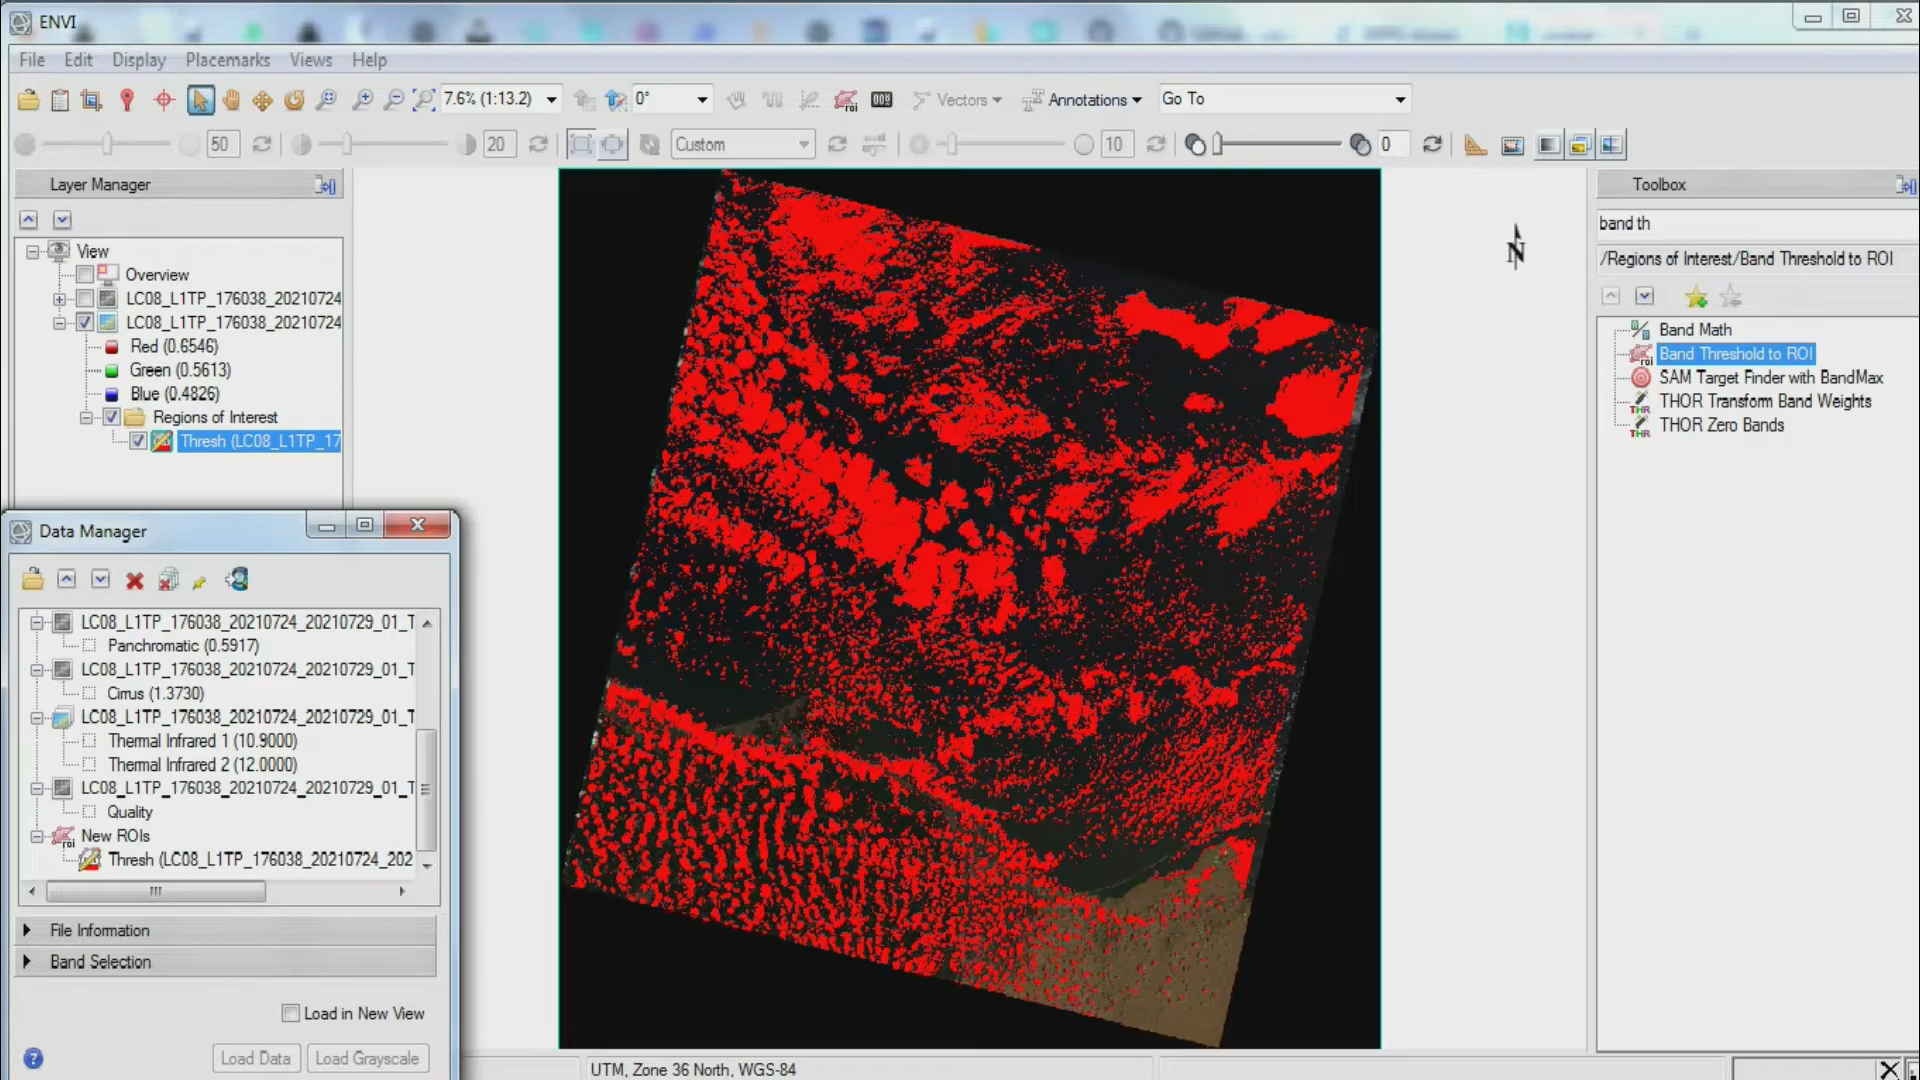 ENVI
File Edit Display Placemarks Views Help
7.6% (1:13.2) 0° Vectors Annotations Go To
50 20 Custom 10 0
Layer Manager
View
Overview
LC08_L1TP_176038_20210724
LC08_L1TP_176038_20210724
Red (0.6546)
Green (0.5613)
Blue (0.4826)
Regions of Interest
Thresh (LC08_L1TP_17
N
Toolbox
band th
/Regions of Interest/Band Threshold to ROI
Band Math
Band Threshold to ROI
SAM Target Finder with BandMax
THOR Transform Band Weights
THOR Zero Bands
Data Manager
LC08_L1TP_176038_20210724_20210729_01_T
Panchromatic (0.5917)
LC08_L1TP_176038_20210724_20210729_01_T
Cirrus (1.3730)
LC08_L1TP_176038_20210724_20210729_01_T
Thermal Infrared 1 (10.9000)
Thermal Infrared 2 (12.0000)
LC08_L1TP_176038_20210724_20210729_01_T
Quality
New ROIs
Thresh (LC08_L1TP_176038_20210724_202
File Information
Band Selection
Load in New View
Load Data Load Grayscale
UTM, Zone 36 North, WGS-84